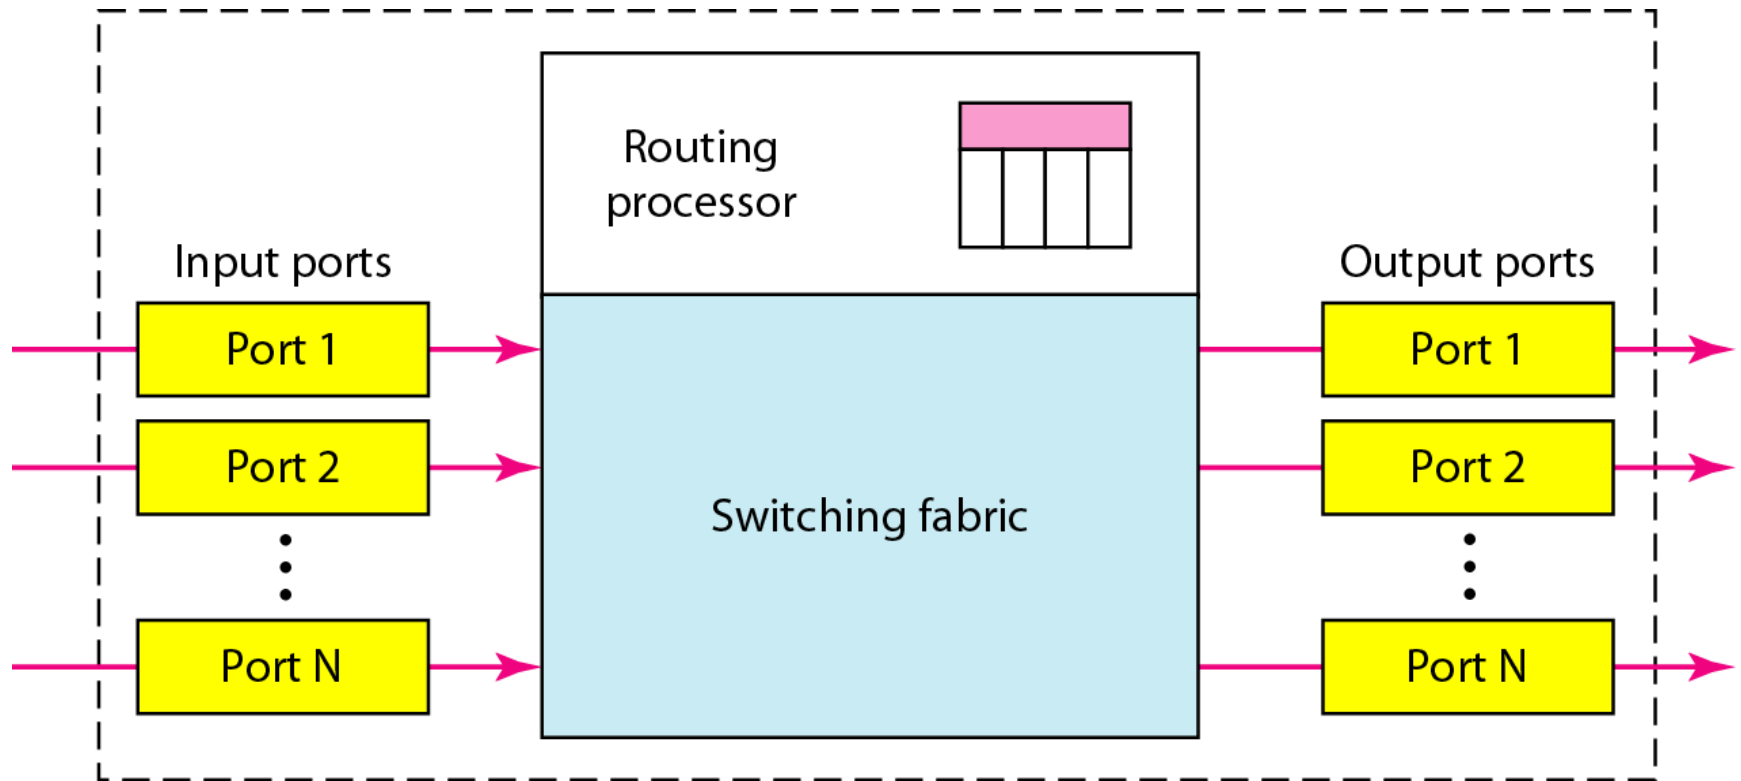 Routing
processor
Input ports
Output ports
Port 1
Port 1
Port 2
Port 2
Switching fabric
Port N
Port N